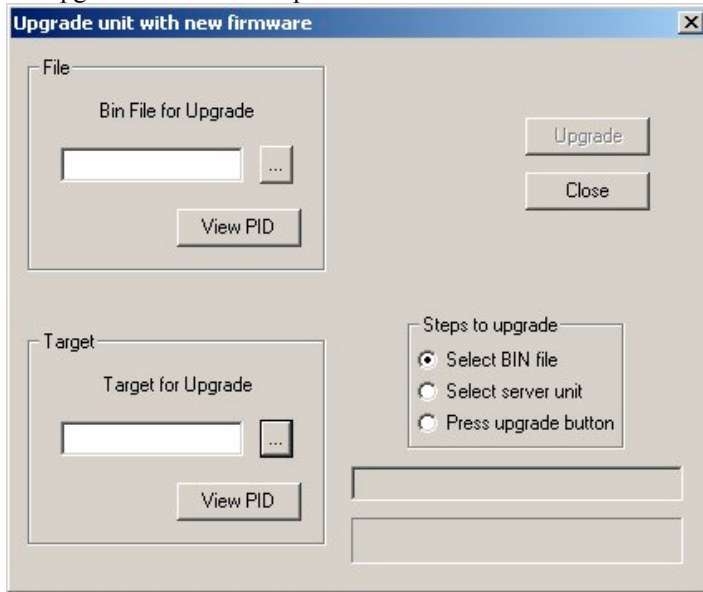 Upgrade unit with new firmware
File
Bin File for Upgrade
...
View PID
Upgrade
Close
Target
Target for Upgrade
...
View PID
Steps to upgrade
Select BIN file
Select server unit
Press upgrade button